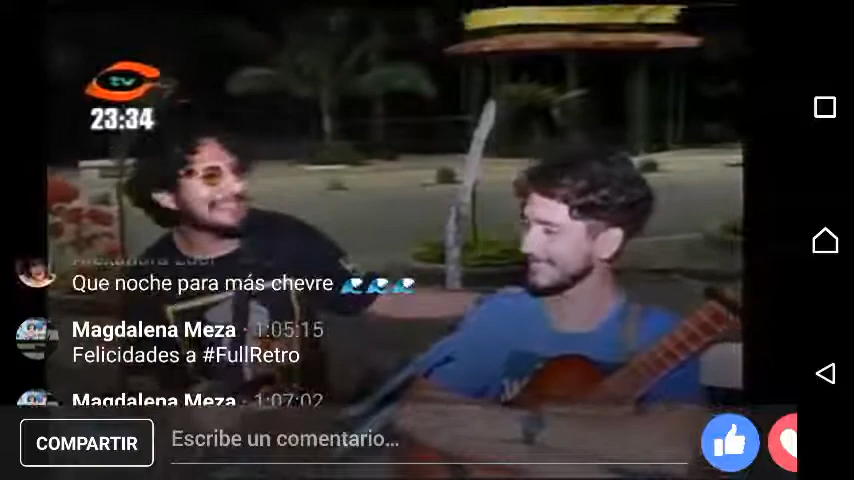 tv
23:34
Que noche para más chevre
Magdalena Meza · 1:05:15
Felicidades a #FullRetro
Magdalena Meza · 1:07:02
COMPARTIR
Escribe un comentario...